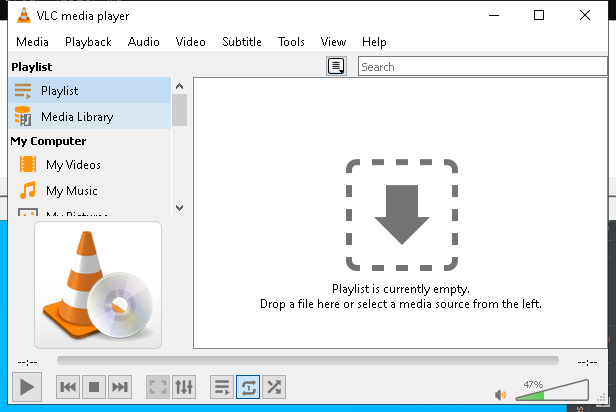 VLC media player
Media Playback Audio Video Subtitle Tools View Help
Playlist
Search
Playlist
Media Library
My Computer
My Videos
My Music
My Pictures
Playlist is currently empty.
Drop a file here or select a media source from the left.
--:-- --:--
47%